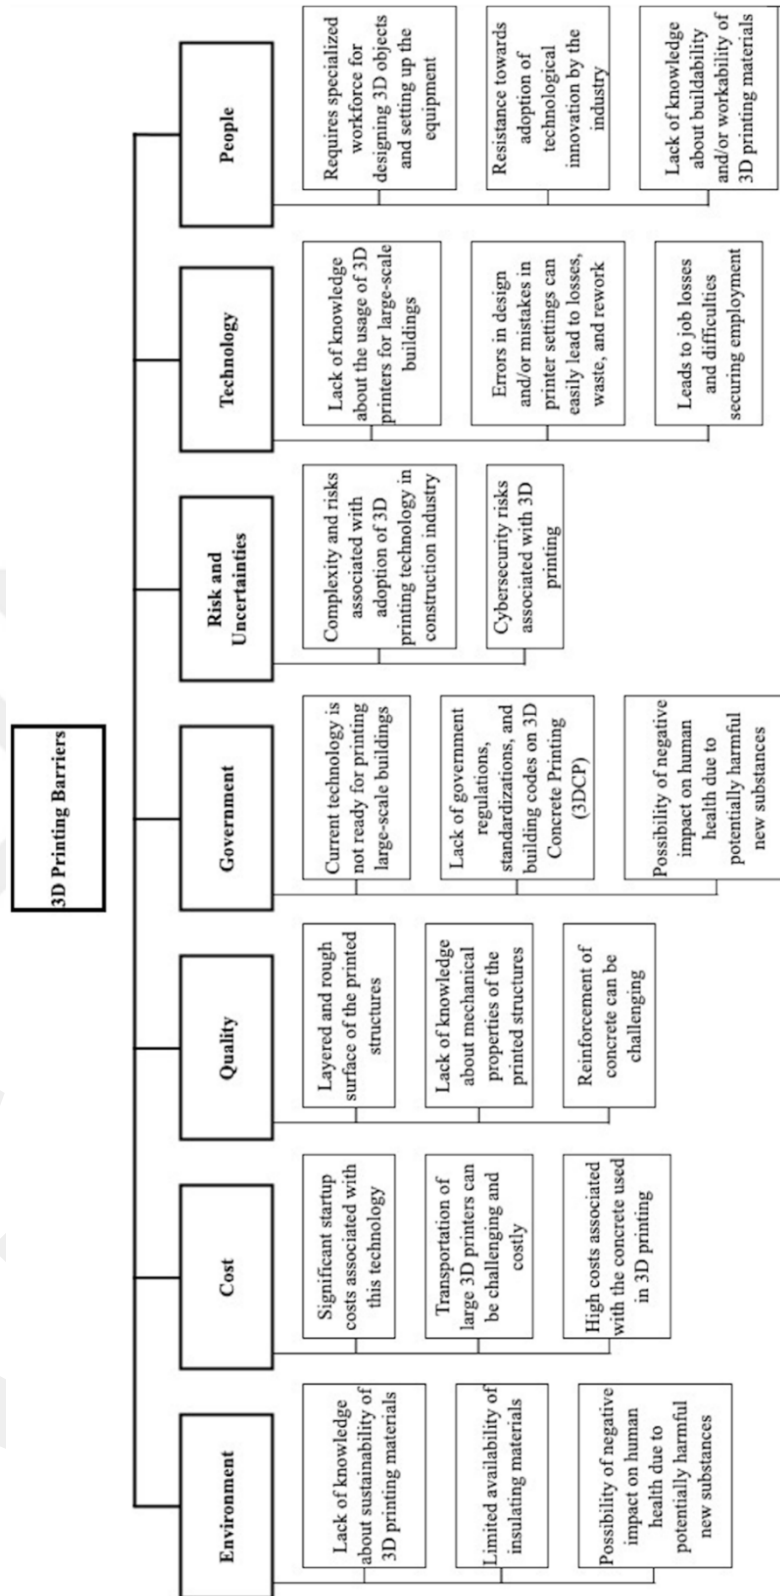 3D Printing Barriers
Environment
Lack of knowledge
about sustainability of
3D printing materials
Limited availability of
insulating materials
Possibility of negative
impact on human
health due to
potentially harmful
new substances
Cost
Significant startup
costs associated with
this technology
Transportation of
large 3D printers can
be challenging and
costly
High costs associated
with the concrete used
in 3D printing
Quality
Layered and rough
surface of the printed
structures
Lack of knowledge
about mechanical
properties of the
printed structures
Reinforcement of
concrete can be
challenging
Government
Current technology is
not ready for printing
large-scale buildings
Lack of government
regulations,
standardizations, and
building codes on 3D
Concrete Printing
(3DCP)
Possibility of negative
impact on human
health due to
potentially harmful
new substances
Risk and
Uncertainties
Complexity and risks
associated with
adoption of 3D
printing technology in
construction industry
Cybersecurity risks
associated with 3D
printing
Technology
Lack of knowledge
about the usage of 3D
printers for large-scale
buildings
Errors in design
and/or mistakes in
printer settings can
easily lead to losses,
waste, and rework
Leads to job losses
and difficulties
securing employment
People
Requires specialized
workforce for
designing 3D objects
and setting up the
equipment
Resistance towards
adoption of
technological
innovation by the
industry
Lack of knowledge
about buildability
and/or workability of
3D printing materials